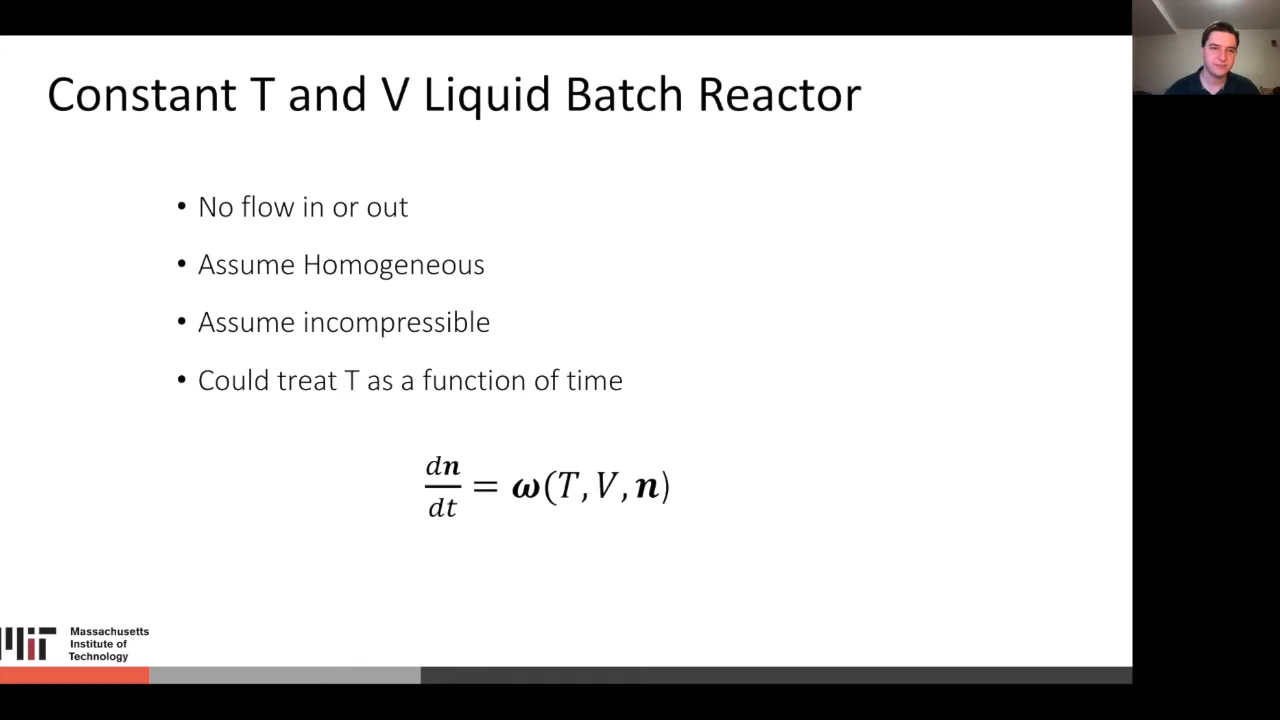 Constant T and V Liquid Batch Reactor
• No flow in or out
• Assume Homogeneous
• Assume incompressible
• Could treat T as a function of time
d𝒏/dt = 𝝎(T, V, 𝒏)
MIT
Massachusetts
Institute of
Technology